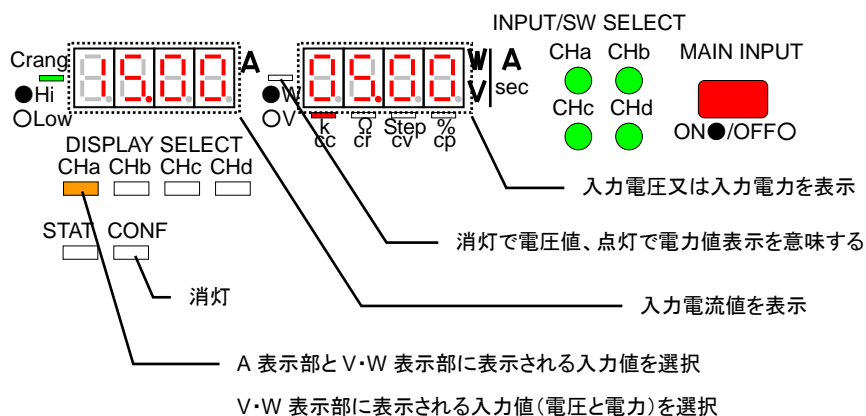 INPUT/SW SELECT
Crang
15.00 A
05.00 W A
V sec
CHa CHb
MAIN INPUT
●Hi
○Low
●W
○V
k Ω Step %
cc cr cv cp
CHc CHd
ON●/OFF○
DISPLAY SELECT
CHa CHb CHc CHd
入力電圧又は入力電力を表示
STAT CONF
消灯で電圧値、点灯で電力値表示を意味する
消灯
入力電流値を表示
A 表示部と V・W 表示部に表示される入力値を選択
V・W 表示部に表示される入力値(電圧と電力)を選択